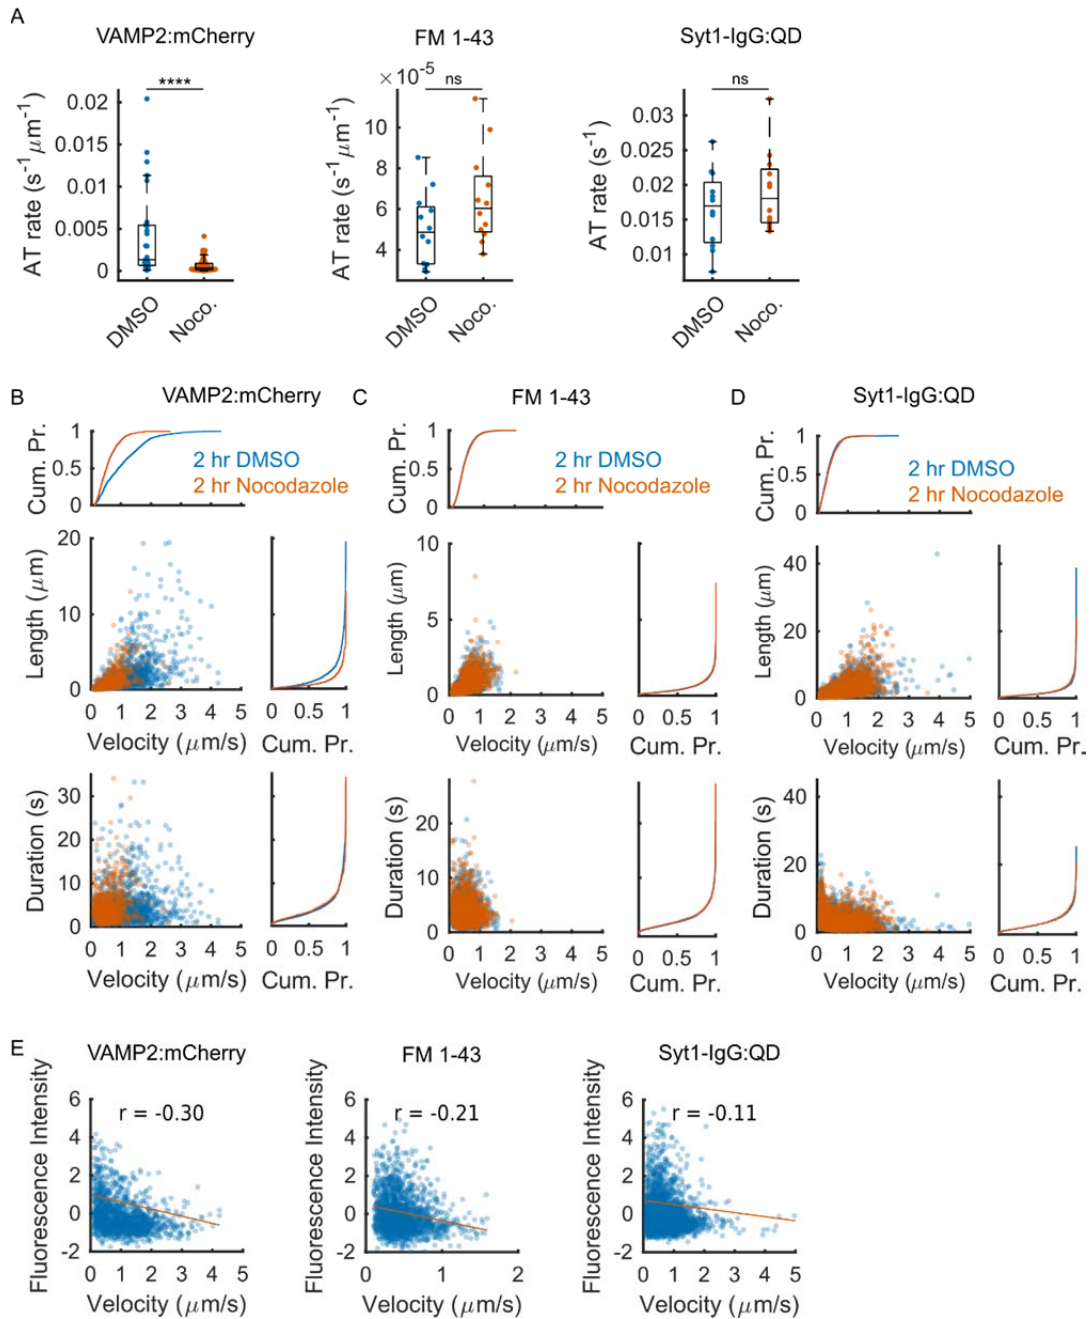 A
VAMP2:mCherry
FM 1-43
Syt1-IgG:QD
****
ns
ns
×10⁻⁵
AT rate (s⁻¹ μm⁻¹)
0.02
0.015
0.01
0.005
0
DMSO
Noco.
AT rate (s⁻¹ μm⁻¹)
10
8
6
4
DMSO
Noco.
AT rate (s⁻¹)
0.03
0.025
0.02
0.015
0.01
DMSO
Noco.
B
VAMP2:mCherry
Cum. Pr.
1
0.5
0
2 hr DMSO
2 hr Nocodazole
Length (μm)
20
10
0
0 1 2 3 4 5
Velocity (μm/s)
0 0.5 1
Cum. Pr.
Duration (s)
30
20
10
0
0 1 2 3 4 5
Velocity (μm/s)
0 0.5 1
Cum. Pr.
C
FM 1-43
Cum. Pr.
1
0.5
0
2 hr DMSO
2 hr Nocodazole
Length (μm)
10
5
0
0 1 2 3 4 5
Velocity (μm/s)
0 0.5 1
Cum. Pr.
Duration (s)
20
10
0
0 1 2 3 4 5
Velocity (μm/s)
0 0.5 1
Cum. Pr.
D
Syt1-IgG:QD
Cum. Pr.
1
0.5
0
2 hr DMSO
2 hr Nocodazole
Length (μm)
40
20
0
0 1 2 3 4 5
Velocity (μm/s)
0 0.5 1
Cum. Pr.
Duration (s)
40
20
0
0 1 2 3 4 5
Velocity (μm/s)
0 0.5 1
Cum. Pr.
E
VAMP2:mCherry
r = -0.30
Fluorescence Intensity
6
4
2
0
-2
0 1 2 3 4 5
Velocity (μm/s)
FM 1-43
r = -0.21
Fluorescence Intensity
6
4
2
0
-2
0 1 2
Velocity (μm/s)
Syt1-IgG:QD
r = -0.11
Fluorescence Intensity
6
4
2
0
-2
0 1 2 3 4 5
Velocity (μm/s)